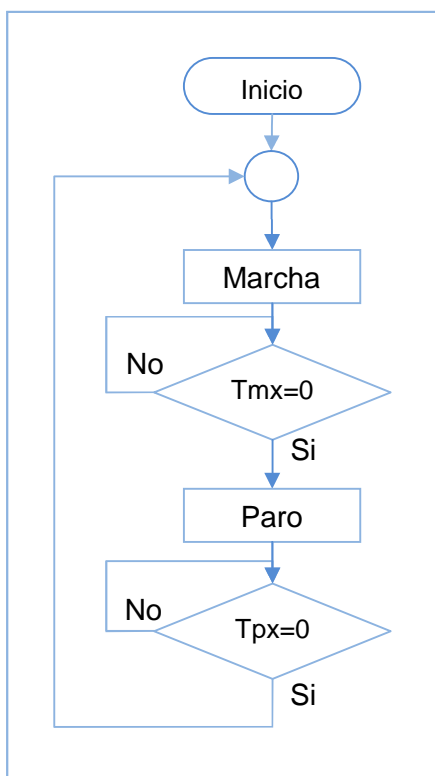 Inicio
Marcha
No
Tmx=0
Si
Paro
No
Tpx=0
Si